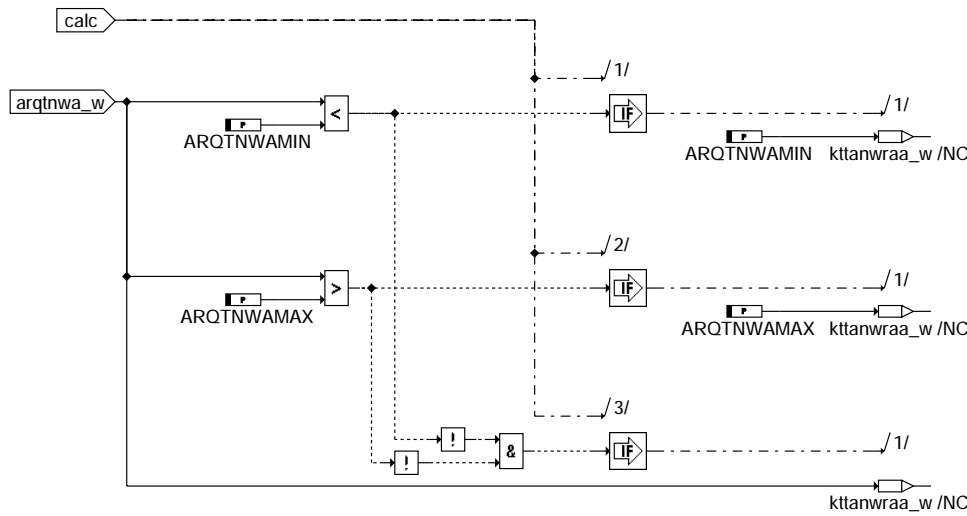 calc
/1/
arqtnwa_w
<
P
ARQTNWAMIN
IF
/1/
P
ARQTNWAMIN
kttanwraa_w /NC
/2/
>
P
ARQTNWAMAX
IF
/1/
P
ARQTNWAMAX
kttanwraa_w /NC
/3/
!
!
&
IF
/1/
kttanwraa_w /NC